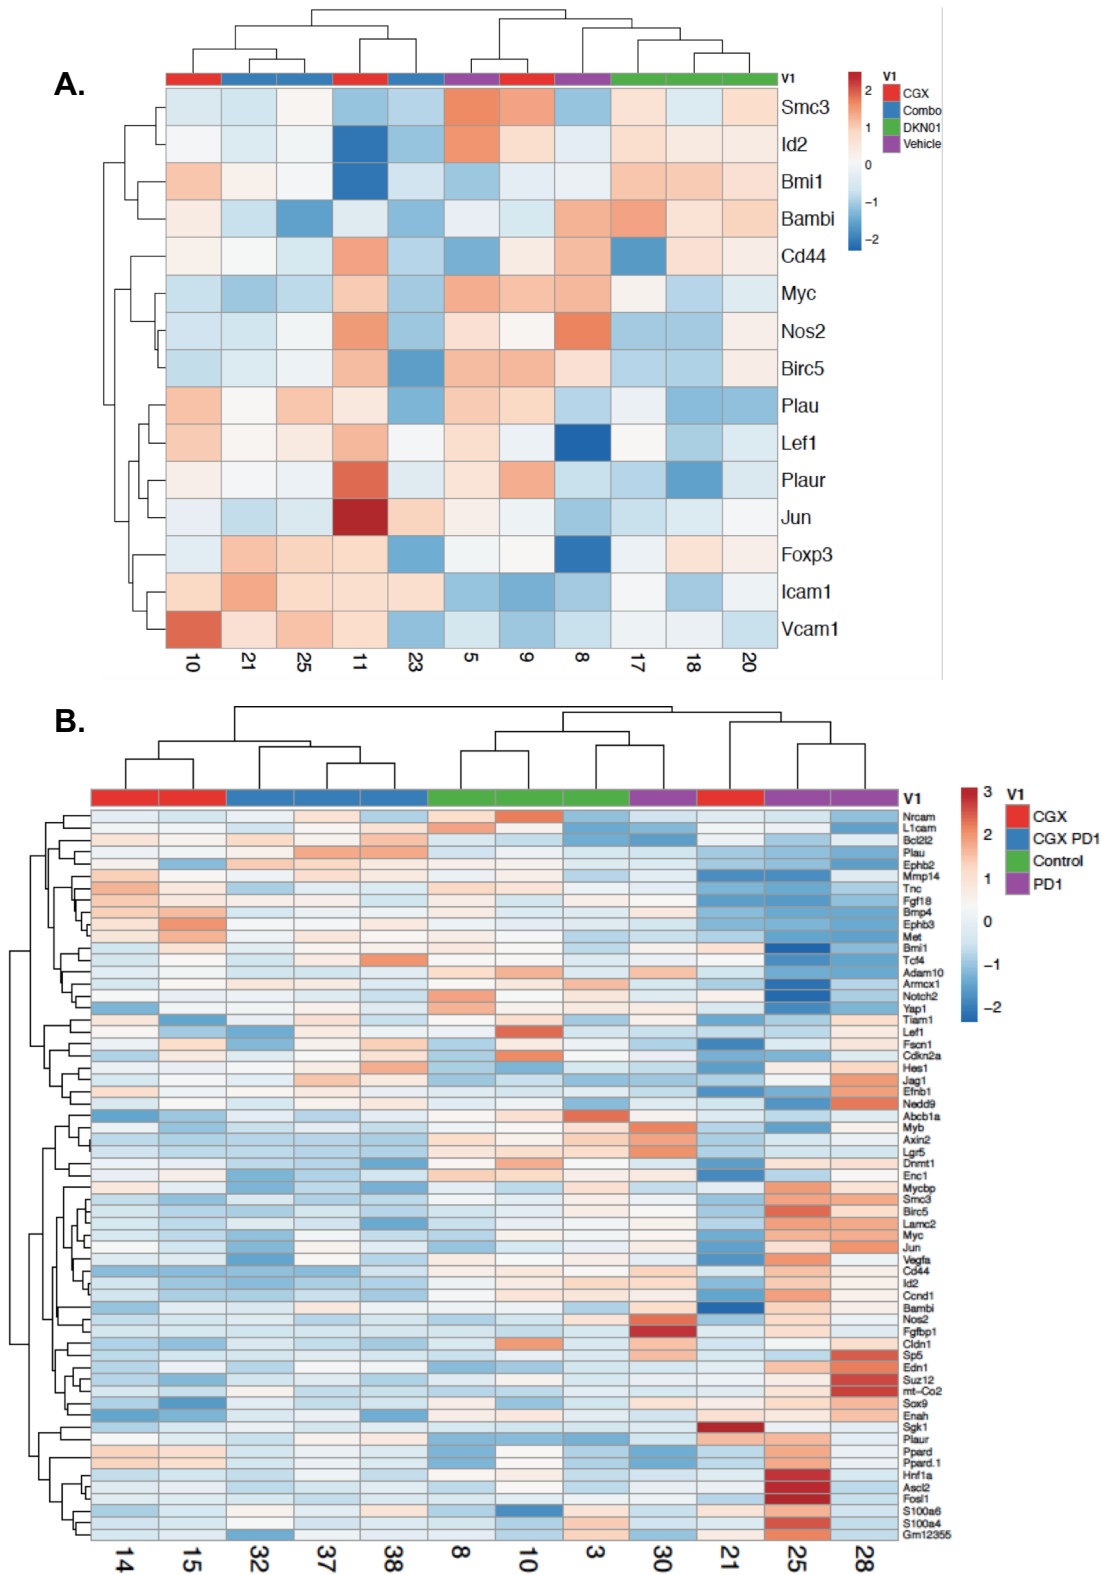 A.
V1
Smc3
Id2
Bmi1
Bambi
Cd44
Myc
Nos2
Birc5
Plau
Lef1
Plaur
Jun
Foxp3
Icam1
Vcam1
10 21 25 11 23 5 9 8 17 18 20
2
1
0
−1
−2
V1
CGX
Combo
DKN01
Vehicle
B.
V1
Nrcam
L1cam
Bcl2l2
Plau
Ephb2
Mmp14
Tnc
Fgf18
Bmp4
Ephb3
Met
Bmi1
Tcf4
Adam10
Armcx1
Notch2
Yap1
Tiam1
Lef1
Fscn1
Cdkn2a
Hes1
Jag1
Efnb1
Nedd9
Abcb1a
Myb
Axin2
Lgr5
Dnmt1
Enc1
Mycbp
Smc3
Birc5
Lamc2
Myc
Jun
Vegfa
Cd44
Id2
Ccnd1
Bambi
Nos2
Fgfbp1
Cldn1
Sp5
Edn1
Suz12
mt−Co2
Sox9
Enah
Sgk1
Plaur
Ppard
Ppard.1
Hnf1a
Ascl2
Fosl1
S100a6
S100a4
Gm12355
14 15 32 37 38 8 10 3 30 21 25 28
3
2
1
0
−1
−2
V1
CGX
CGX PD1
Control
PD1